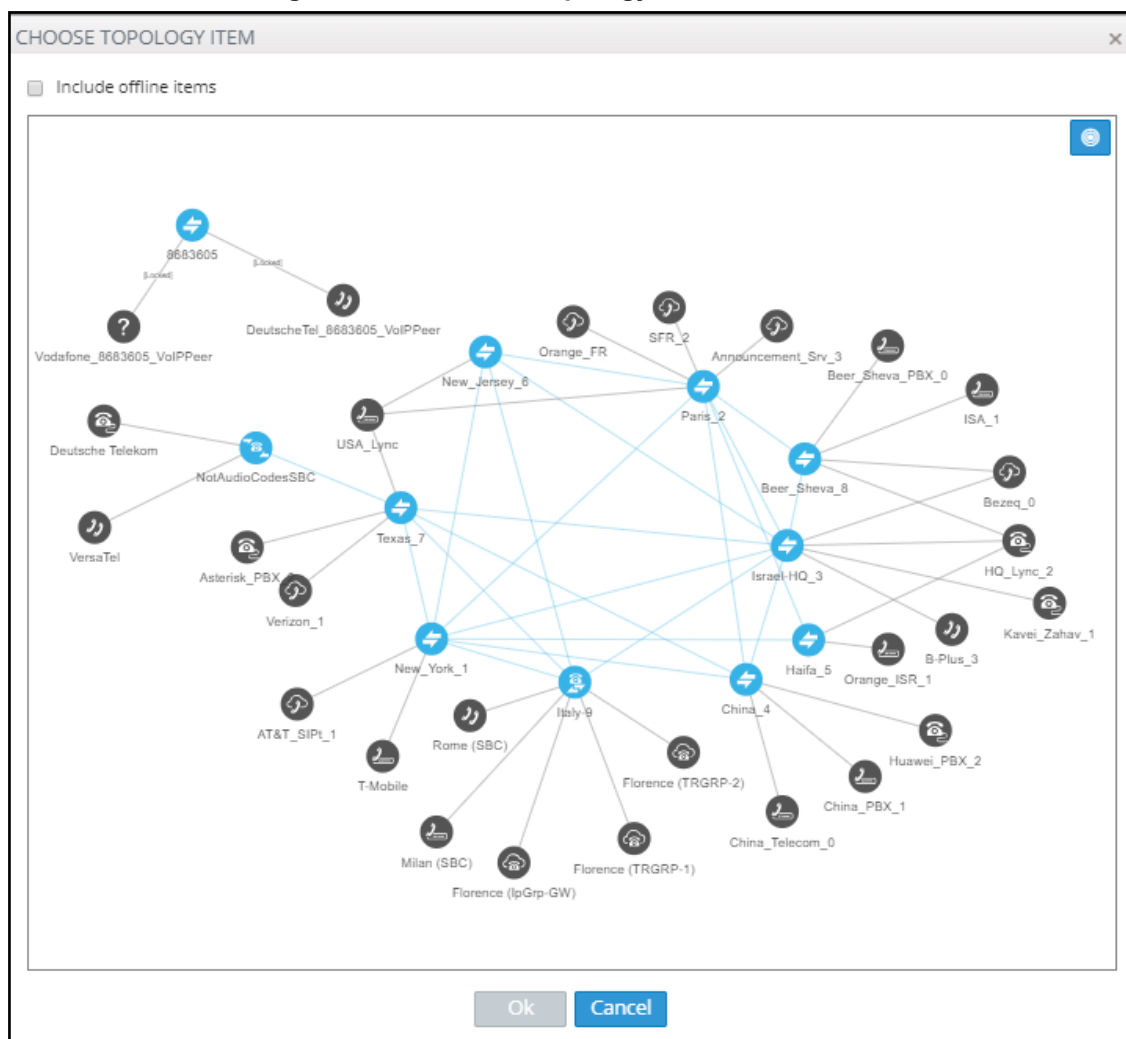 CHOOSE TOPOLOGY ITEM
×
Include offline items
8683605
[Locked]
[Locked]
DeutscheTel_8683605_VoIPPeer
?
Vodafone_8683605_VoIPPeer
Orange_FR
SFR_2
Announcement_Srv_3
Beer_Sheva_PBX_0
New_Jersey_6
Paris_2
ISA_1
USA_Lync
Deutsche Telekom
NotAudioCodesSBC
Beer_Sheva_8
Bezeq_0
Texas_7
VersaTel
Asterisk_PBX
Israel-HQ_3
HQ_Lync_2
Verizon_1
Kavei_Zahav_1
New_York_1
Haifa_5
B-Plus_3
Orange_ISR_1
Italy-9
China_4
AT&T_SIPt_1
Rome (SBC)
Huawei_PBX_2
T-Mobile
Florence (TRGRP-2)
China_PBX_1
China_Telecom_0
Milan (SBC)
Florence (TRGRP-1)
Florence (IpGrp-GW)
Ok
Cancel